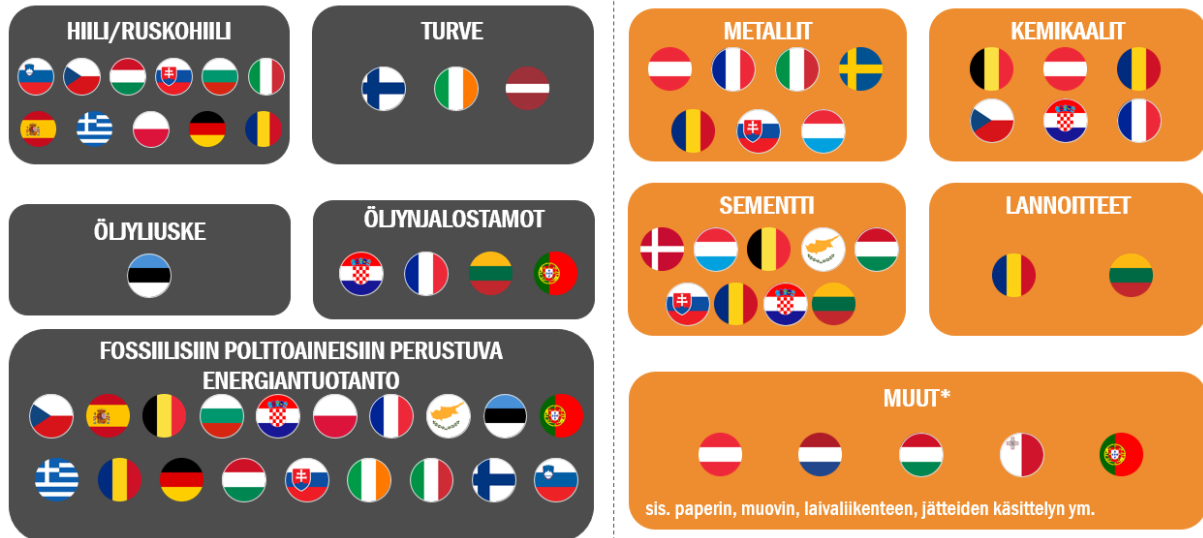 HIILI/RUSKOHIILI
TURVE
ÖLJYLIUSKE
ÖLJYNJALOSTAMOT
FOSSIILISIIN POLTTOAINEISIIN PERUSTUVA
ENERGIANTUOTANTO
METALLIT
KEMIKAALIT
SEMENTTI
LANNOITTEET
MUUT*
sis. paperin, muovin, laivaliikenteen, jätteiden käsittelyn ym.